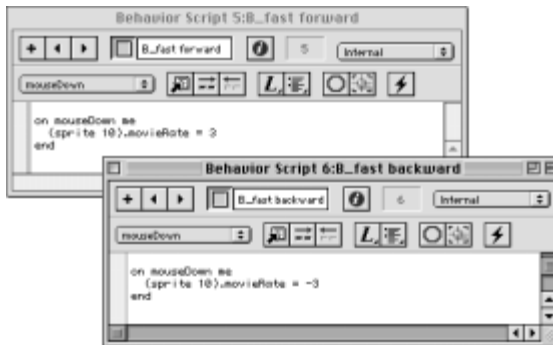 Behavior Script 5:B_fast forward
B_fast forward
5
Internal
mouseDown
L
on mouseDown me
(sprite 10).movieRate = 3
end
Behavior Script 6:B_fast backward
B_fast backward
6
Internal
mouseDown
L
on mouseDown me
(sprite 10).movieRate = -3
end